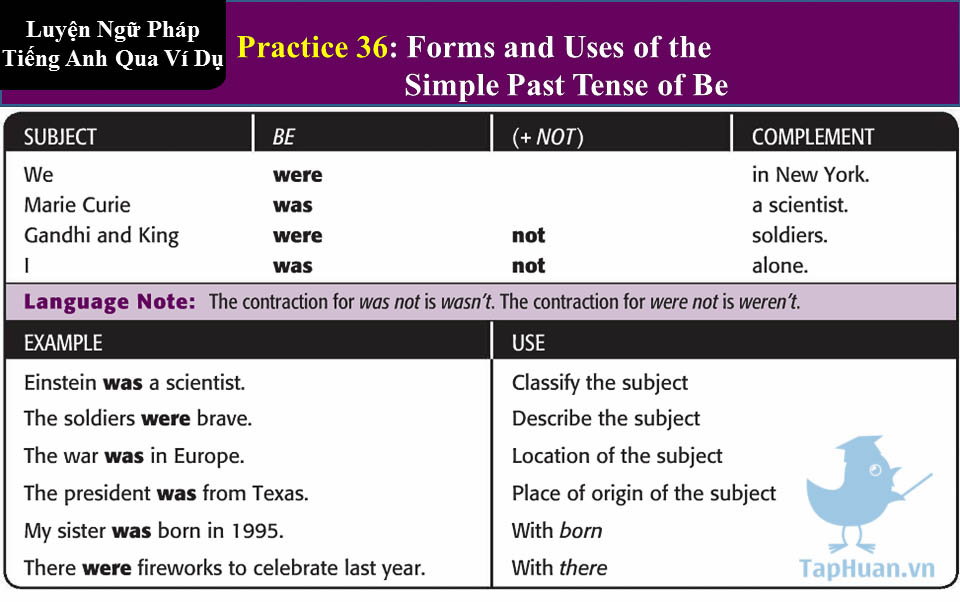 Luyện Ngữ Pháp
Tiếng Anh Qua Ví Dụ
Practice 36: Forms and Uses of the
Simple Past Tense of Be
SUBJECT BE (+ NOT) COMPLEMENT
We were in New York.
Marie Curie was a scientist.
Gandhi and King were not soldiers.
I was not alone.
Language Note: The contraction for was not is wasn't. The contraction for were not is weren't.
EXAMPLE USE
Einstein was a scientist. Classify the subject
The soldiers were brave. Describe the subject
The war was in Europe. Location of the subject
The president was from Texas. Place of origin of the subject
My sister was born in 1995. With born
There were fireworks to celebrate last year. With there
TapHuan.vn